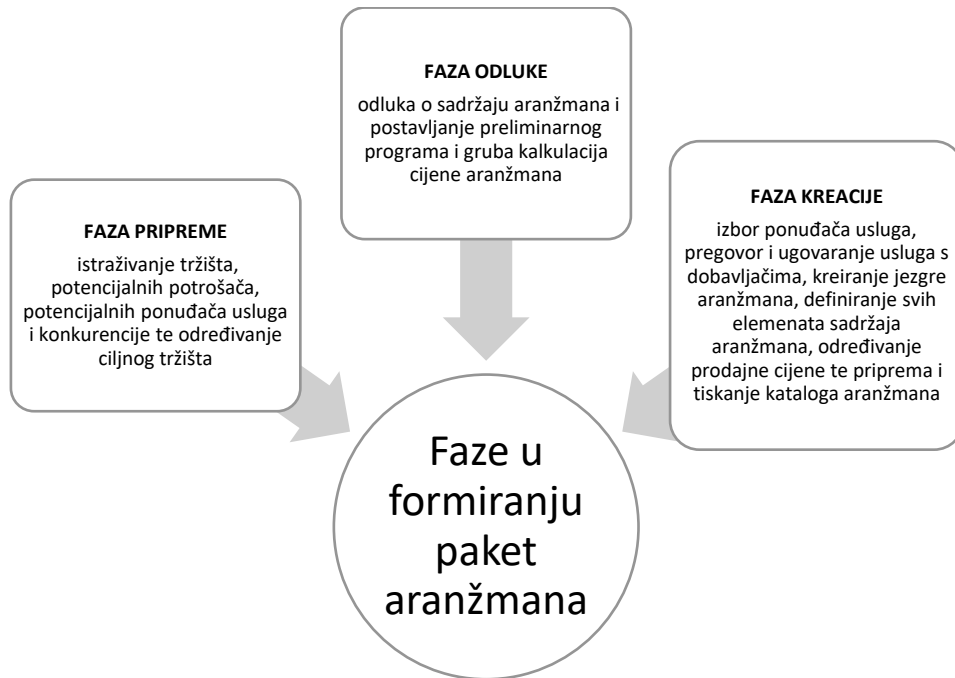 FAZA PRIPREME
istraživanje tržišta,
potencijalnih potrošača,
potencijalnih ponuđača usluga
i konkurencije te određivanje
ciljnog tržišta
FAZA ODLUKE
odluka o sadržaju aranžmana i
postavljanje preliminarnog
programa i gruba kalkulacija
cijene aranžmana
FAZA KREACIJE
izbor ponuđača usluga,
pregovor i ugovaranje usluga s
dobavljačima, kreiranje jezgre
aranžmana, definiranje svih
elemenata sadržaja
aranžmana, određivanje
prodajne cijene te priprema i
tiskanje kataloga aranžmana
Faze u
formiranju
paket
aranžmana